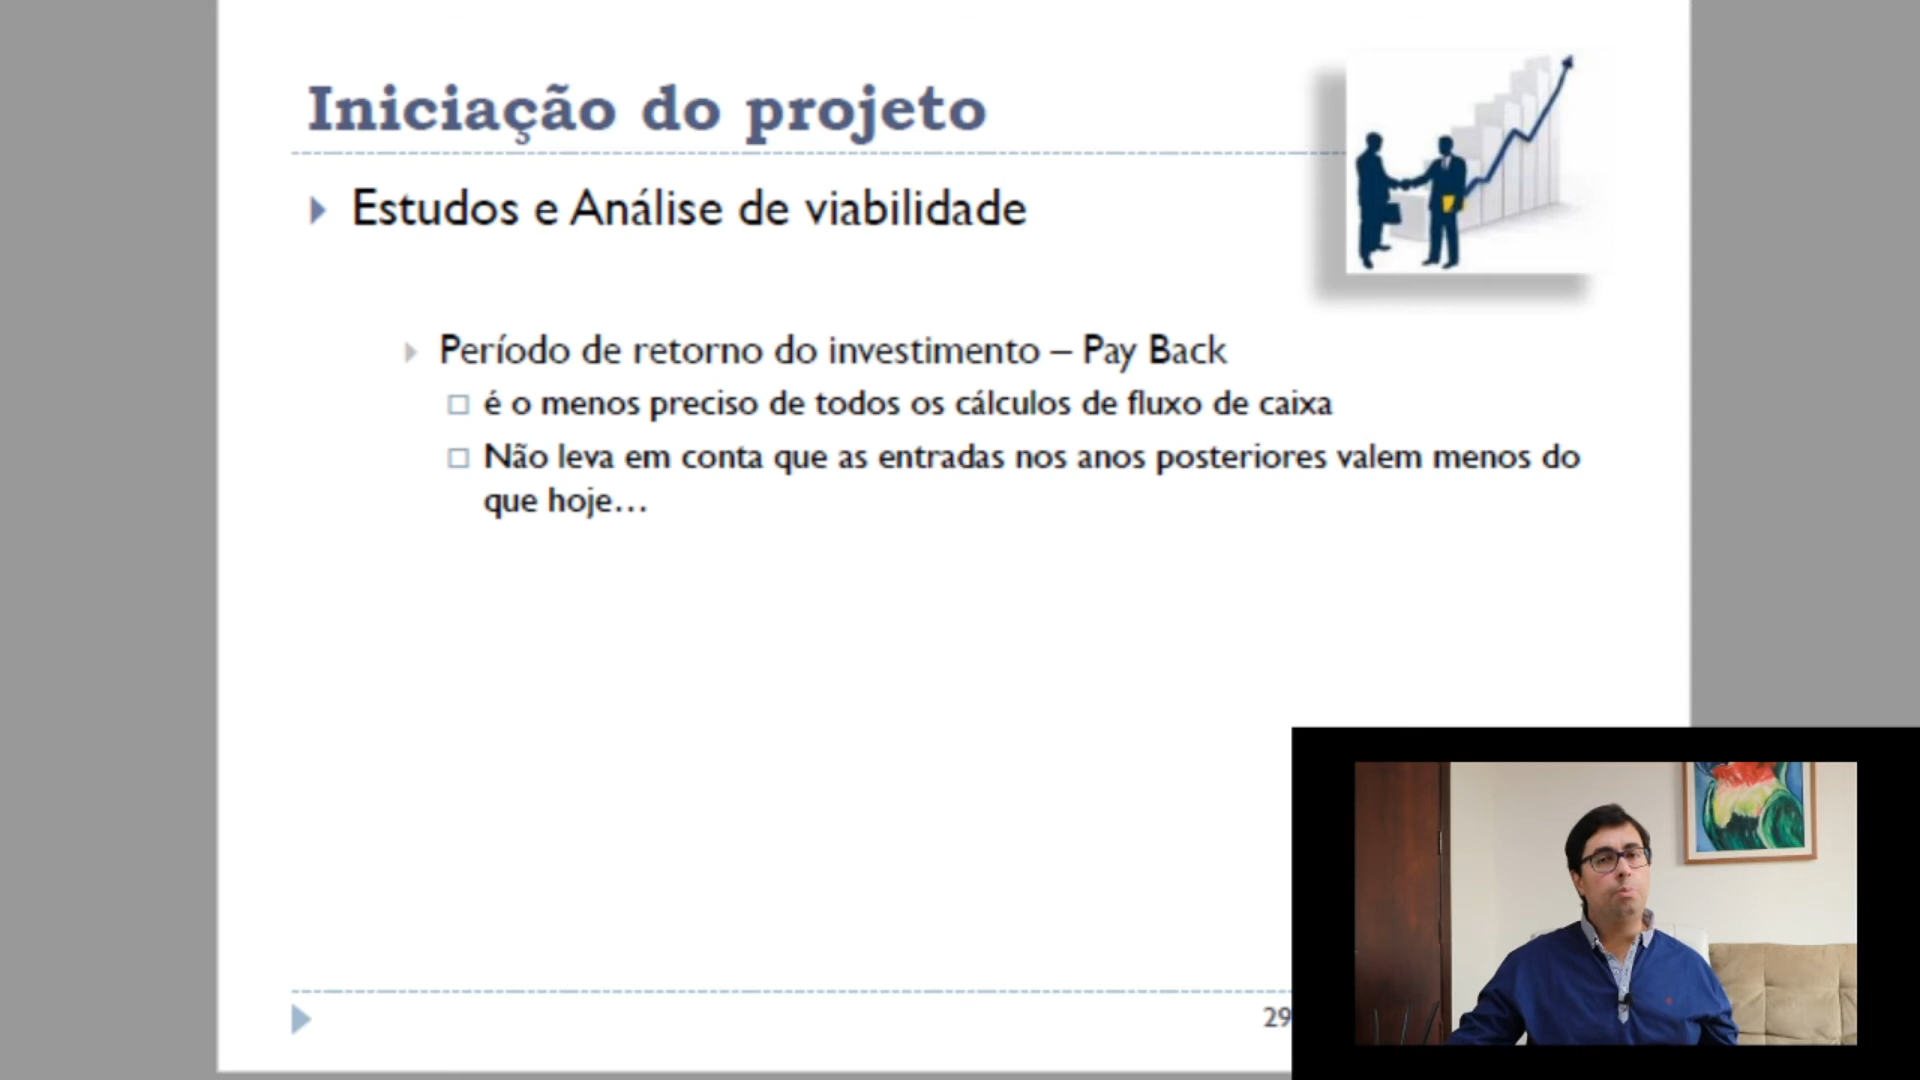 Iniciação do projeto
Estudos e Análise de viabilidade
Período de retorno do investimento – Pay Back
é o menos preciso de todos os cálculos de fluxo de caixa
Não leva em conta que as entradas nos anos posteriores valem menos do
que hoje…
29